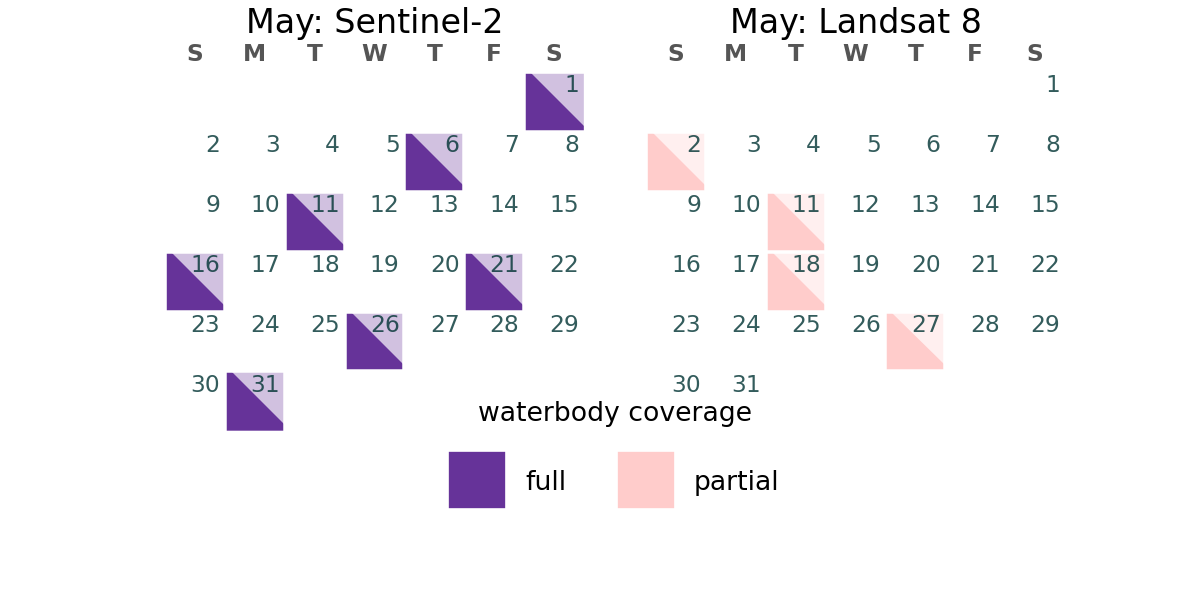 May: Sentinel-2
S M T W T F S
1
2 3 4 5 6 7 8
9 10 11 12 13 14 15
16 17 18 19 20 21 22
23 24 25 26 27 28 29
30 31
May: Landsat 8
S M T W T F S
1
2 3 4 5 6 7 8
9 10 11 12 13 14 15
16 17 18 19 20 21 22
23 24 25 26 27 28 29
30 31
waterbody coverage
full
partial